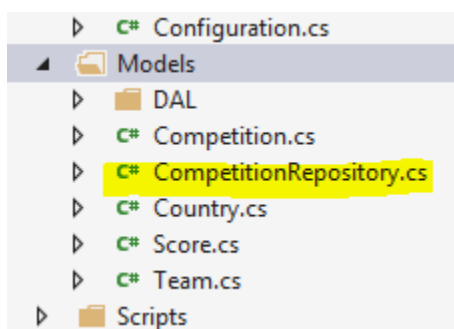 C# Configuration.cs
Models
DAL
C# Competition.cs
C# CompetitionRepository.cs
C# Country.cs
C# Score.cs
C# Team.cs
Scripts